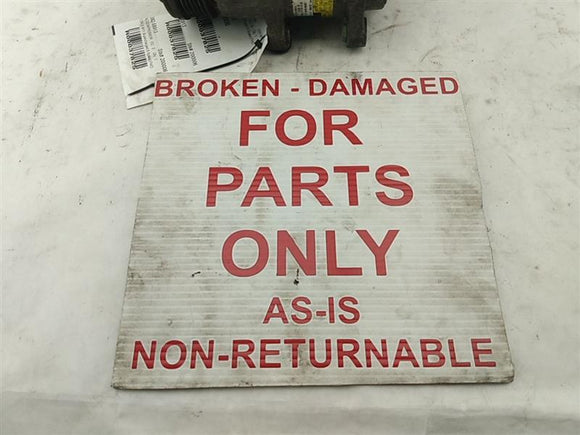 BROKEN - DAMAGED
FOR
PARTS
ONLY
AS-IS
NON-RETURNABLE